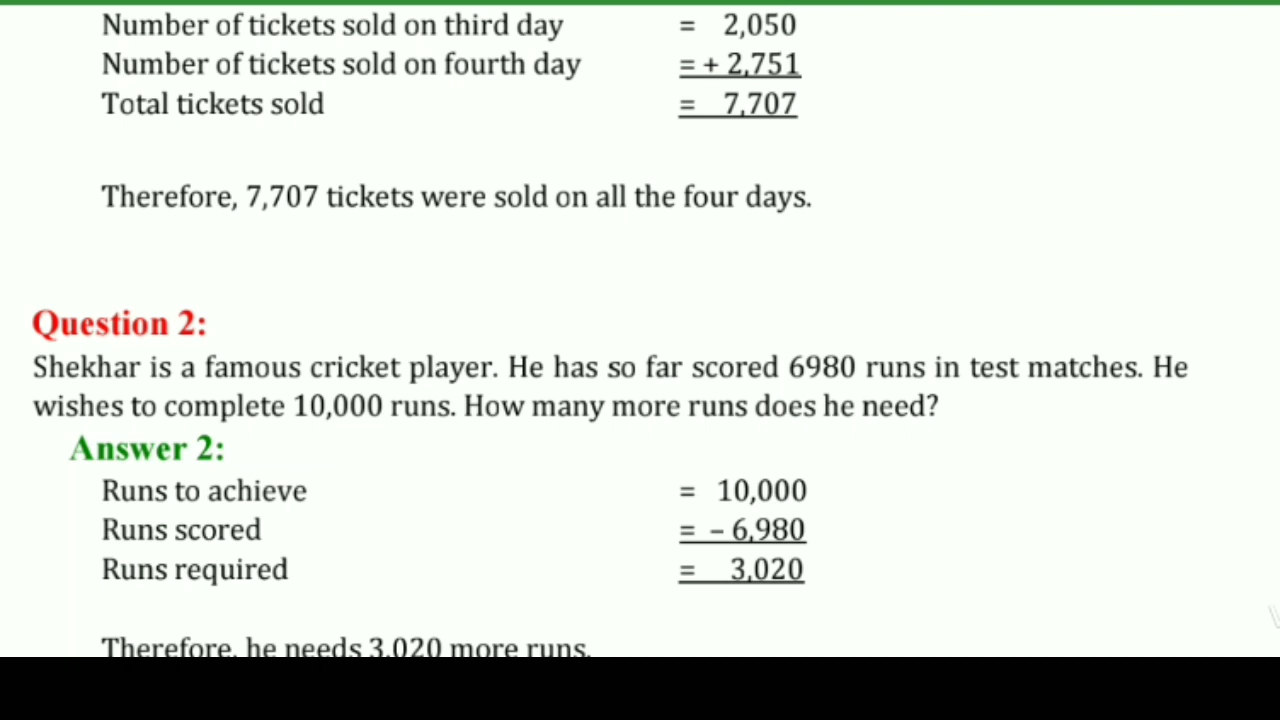 Number of tickets sold on third day = 2,050
Number of tickets sold on fourth day = + 2,751
Total tickets sold = 7,707
Therefore, 7,707 tickets were sold on all the four days.
Question 2:
Shekhar is a famous cricket player. He has so far scored 6980 runs in test matches. He
wishes to complete 10,000 runs. How many more runs does he need?
Answer 2:
Runs to achieve = 10,000
Runs scored = – 6,980
Runs required = 3,020
Therefore, he needs 3,020 more runs.